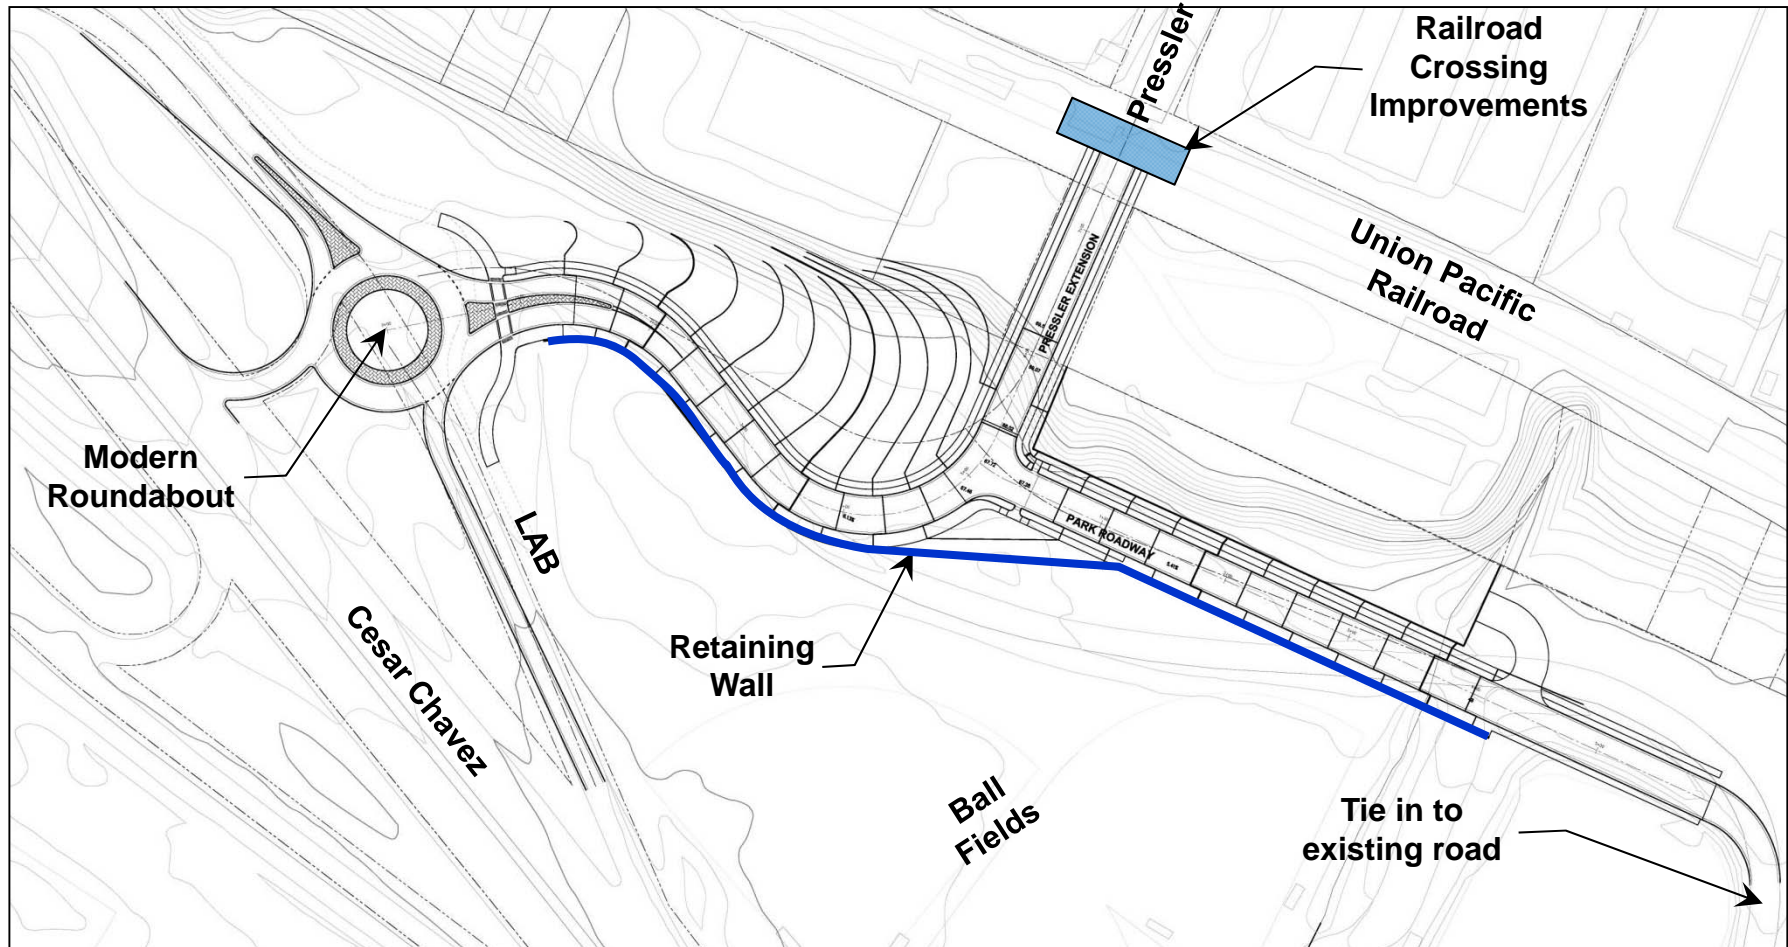 Pressler
Railroad
Crossing
Improvements
Union Pacific
Railroad
PRESSLER EXTENSION
Modern
Roundabout
LAB
PARK ROADWAY
Cesar Chavez
Retaining
Wall
Ball
Fields
Tie in to
existing road